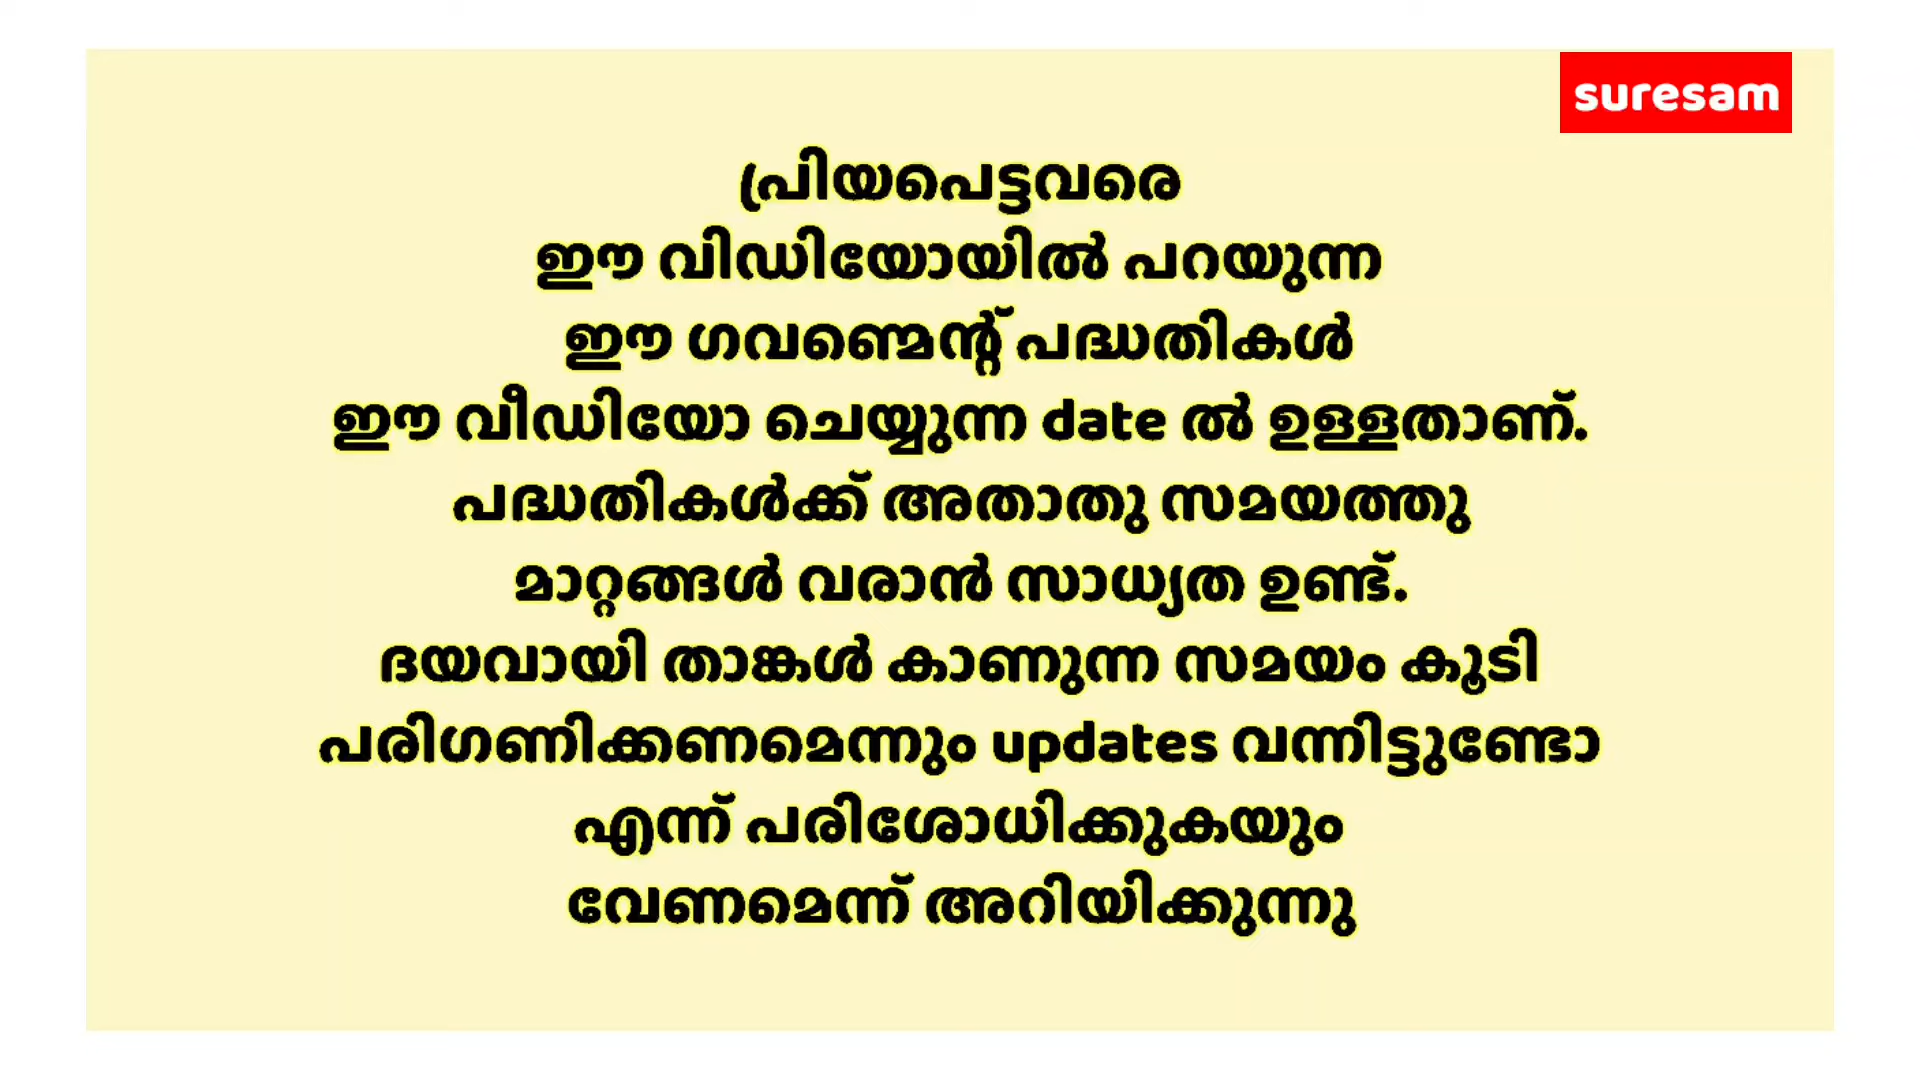 suresam
പ്രിയപെട്ടവരെ
ഈ വിഡിയോയിൽ പറയുന്ന
ഈ ഗവണ്മെന്റ് പദ്ധതികൾ
ഈ വീഡിയോ ചെയ്യുന്ന date ൽ ഉള്ളതാണ്.
പദ്ധതികൾക്ക് അതാതു സമയത്തു
മാറ്റങ്ങൾ വരാൻ സാധ്യത ഉണ്ട്.
ദയവായി താങ്കൾ കാണുന്ന സമയം കൂടി
പരിഗണിക്കണമെന്നും updates വന്നിട്ടുണ്ടോ
എന്ന് പരിശോധിക്കുകയും
വേണമെന്ന് അറിയിക്കുന്നു